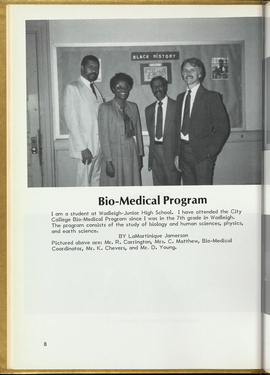 BLACK HISTORY
Bio-Medical Program
I am a student at Wadleigh-Junior High School. I have attended the City
College Bio-Medical Program since I was in the 7th grade in Wadleigh.
The program consists of the study of biology and human sciences, physics,
and earth science.
BY LaMartinique Jamerson
Pictured above are: Mr. R. Carrington, Mrs. C. Matthew, Bio-Medical
Coordinator, Mr. K. Chevers, and Mr. D. Young.
8